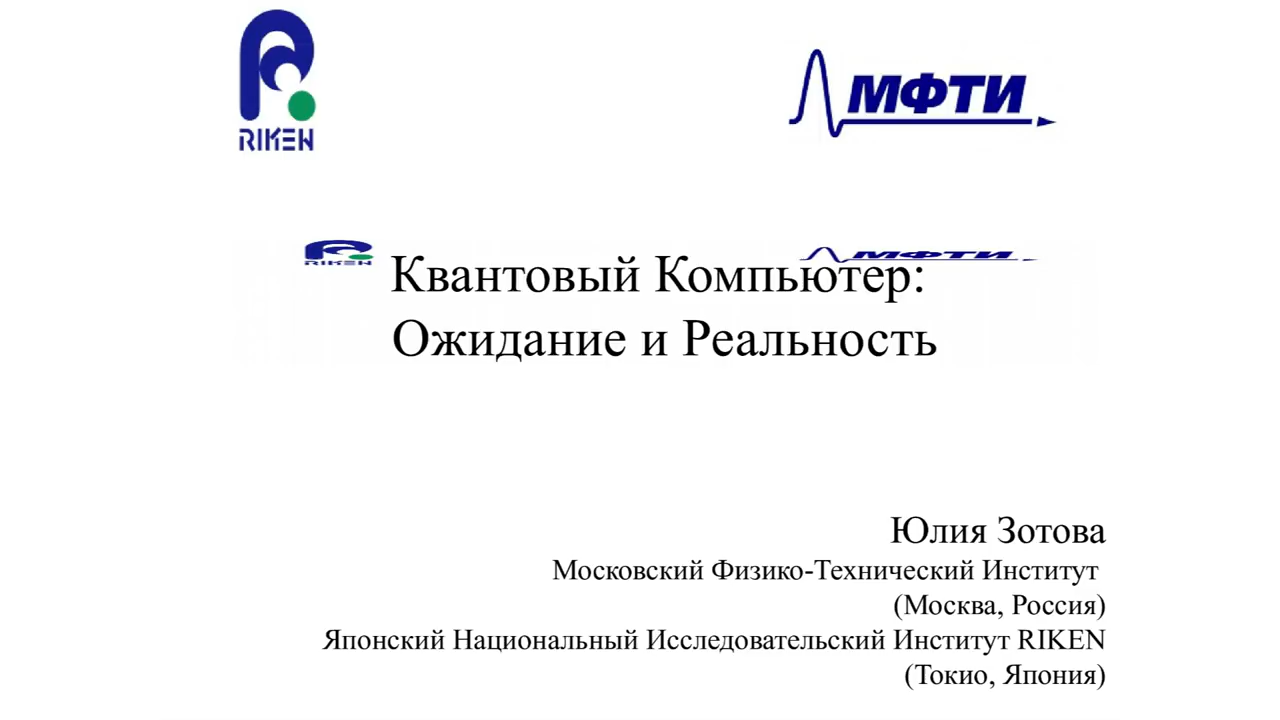 RIKEN
МФТИ
RIKEN
МФТИ
Квантовый Компьютер:
Ожидание и Реальность
Юлия Зотова
Московский Физико-Технический Институт
(Москва, Россия)
Японский Национальный Исследовательский Институт RIKEN
(Токио, Япония)